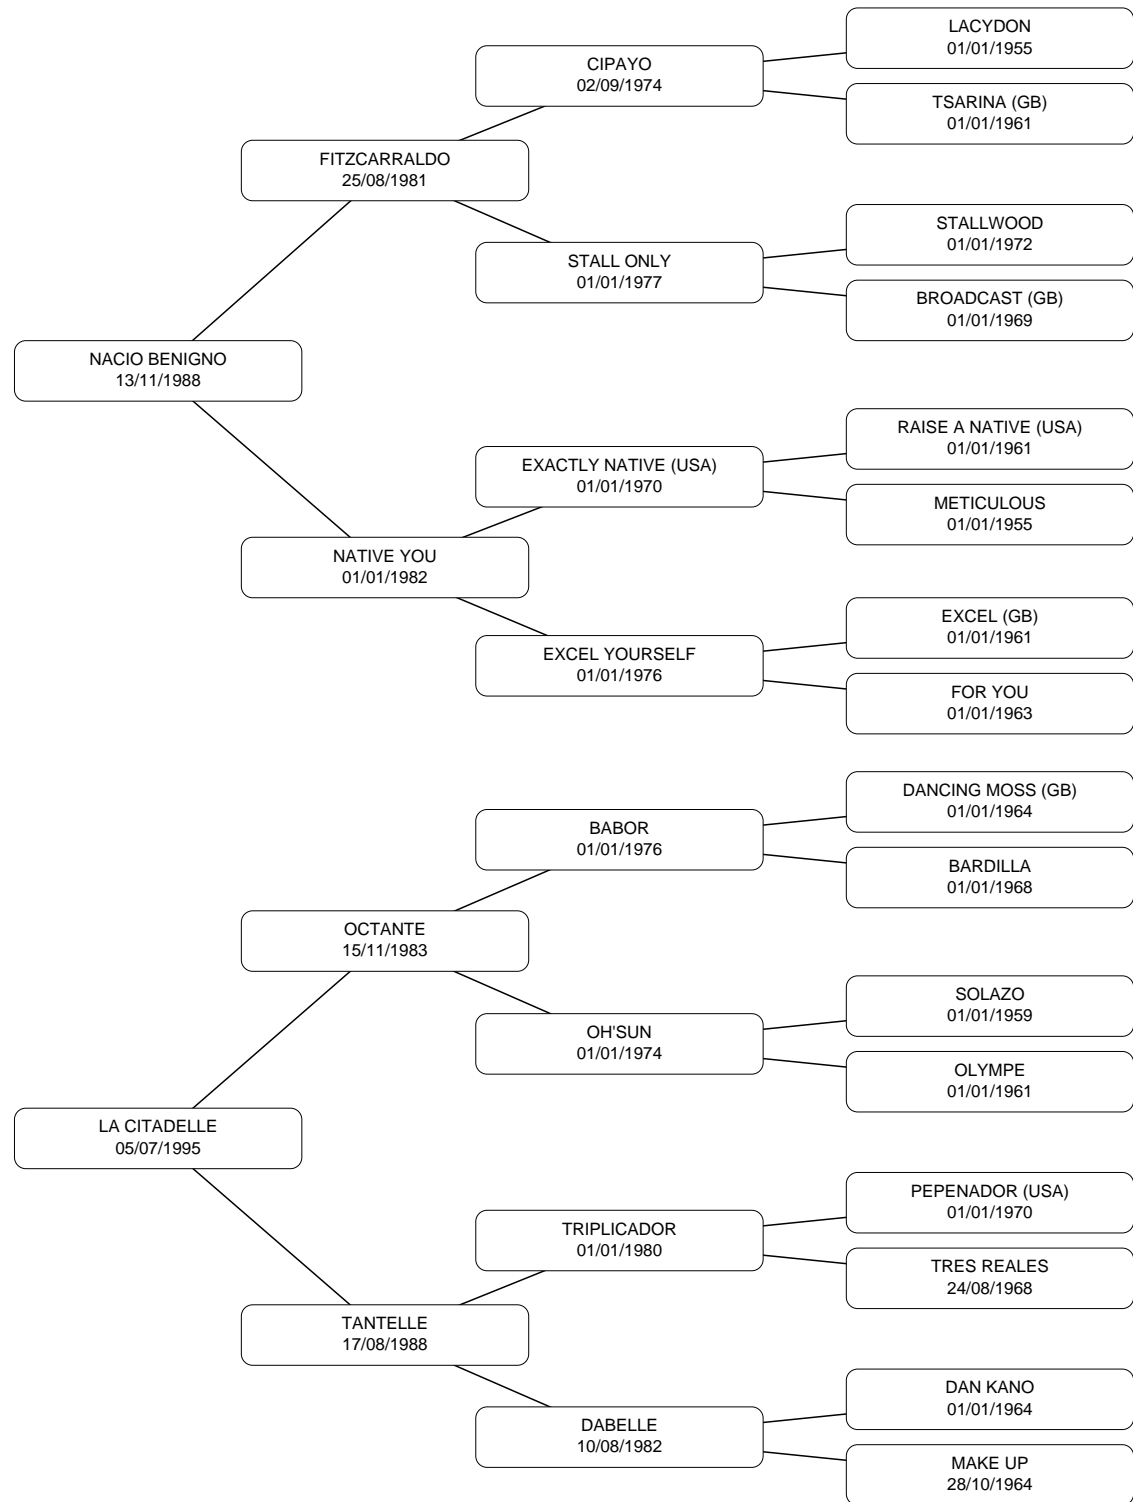 LACYDON
01/01/1955
CIPAYO
02/09/1974
TSARINA (GB)
01/01/1961
FITZCARRALDO
25/08/1981
STALLWOOD
01/01/1972
STALL ONLY
01/01/1977
BROADCAST (GB)
01/01/1969
NACIO BENIGNO
13/11/1988
RAISE A NATIVE (USA)
01/01/1961
EXACTLY NATIVE (USA)
01/01/1970
METICULOUS
01/01/1955
NATIVE YOU
01/01/1982
EXCEL (GB)
01/01/1961
EXCEL YOURSELF
01/01/1976
FOR YOU
01/01/1963
DANCING MOSS (GB)
01/01/1964
BABOR
01/01/1976
BARDILLA
01/01/1968
OCTANTE
15/11/1983
SOLAZO
01/01/1959
OH'SUN
01/01/1974
OLYMPE
01/01/1961
LA CITADELLE
05/07/1995
PEPENADOR (USA)
01/01/1970
TRIPLICADOR
01/01/1980
TRES REALES
24/08/1968
TANTELLE
17/08/1988
DAN KANO
01/01/1964
DABELLE
10/08/1982
MAKE UP
28/10/1964